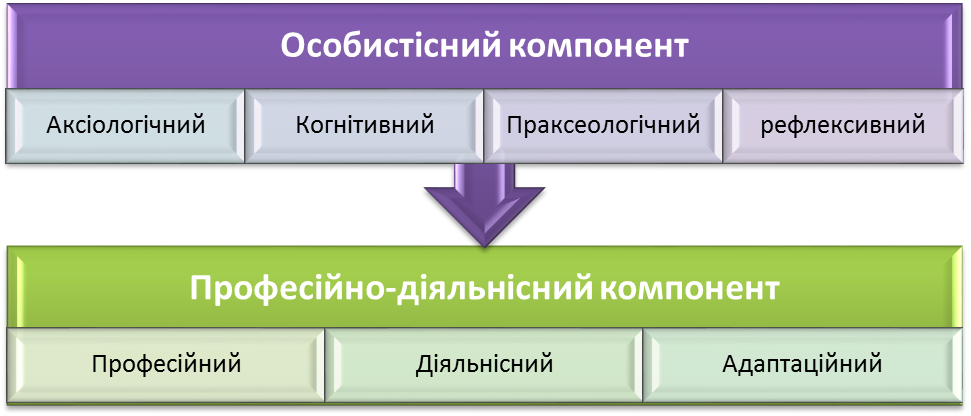 Особистісний компонент
Аксіологічний
Когнітивний
Праксеологічний
рефлексивний
Професійно-діяльнісний компонент
Професійний
Діяльнісний
Адаптаційний